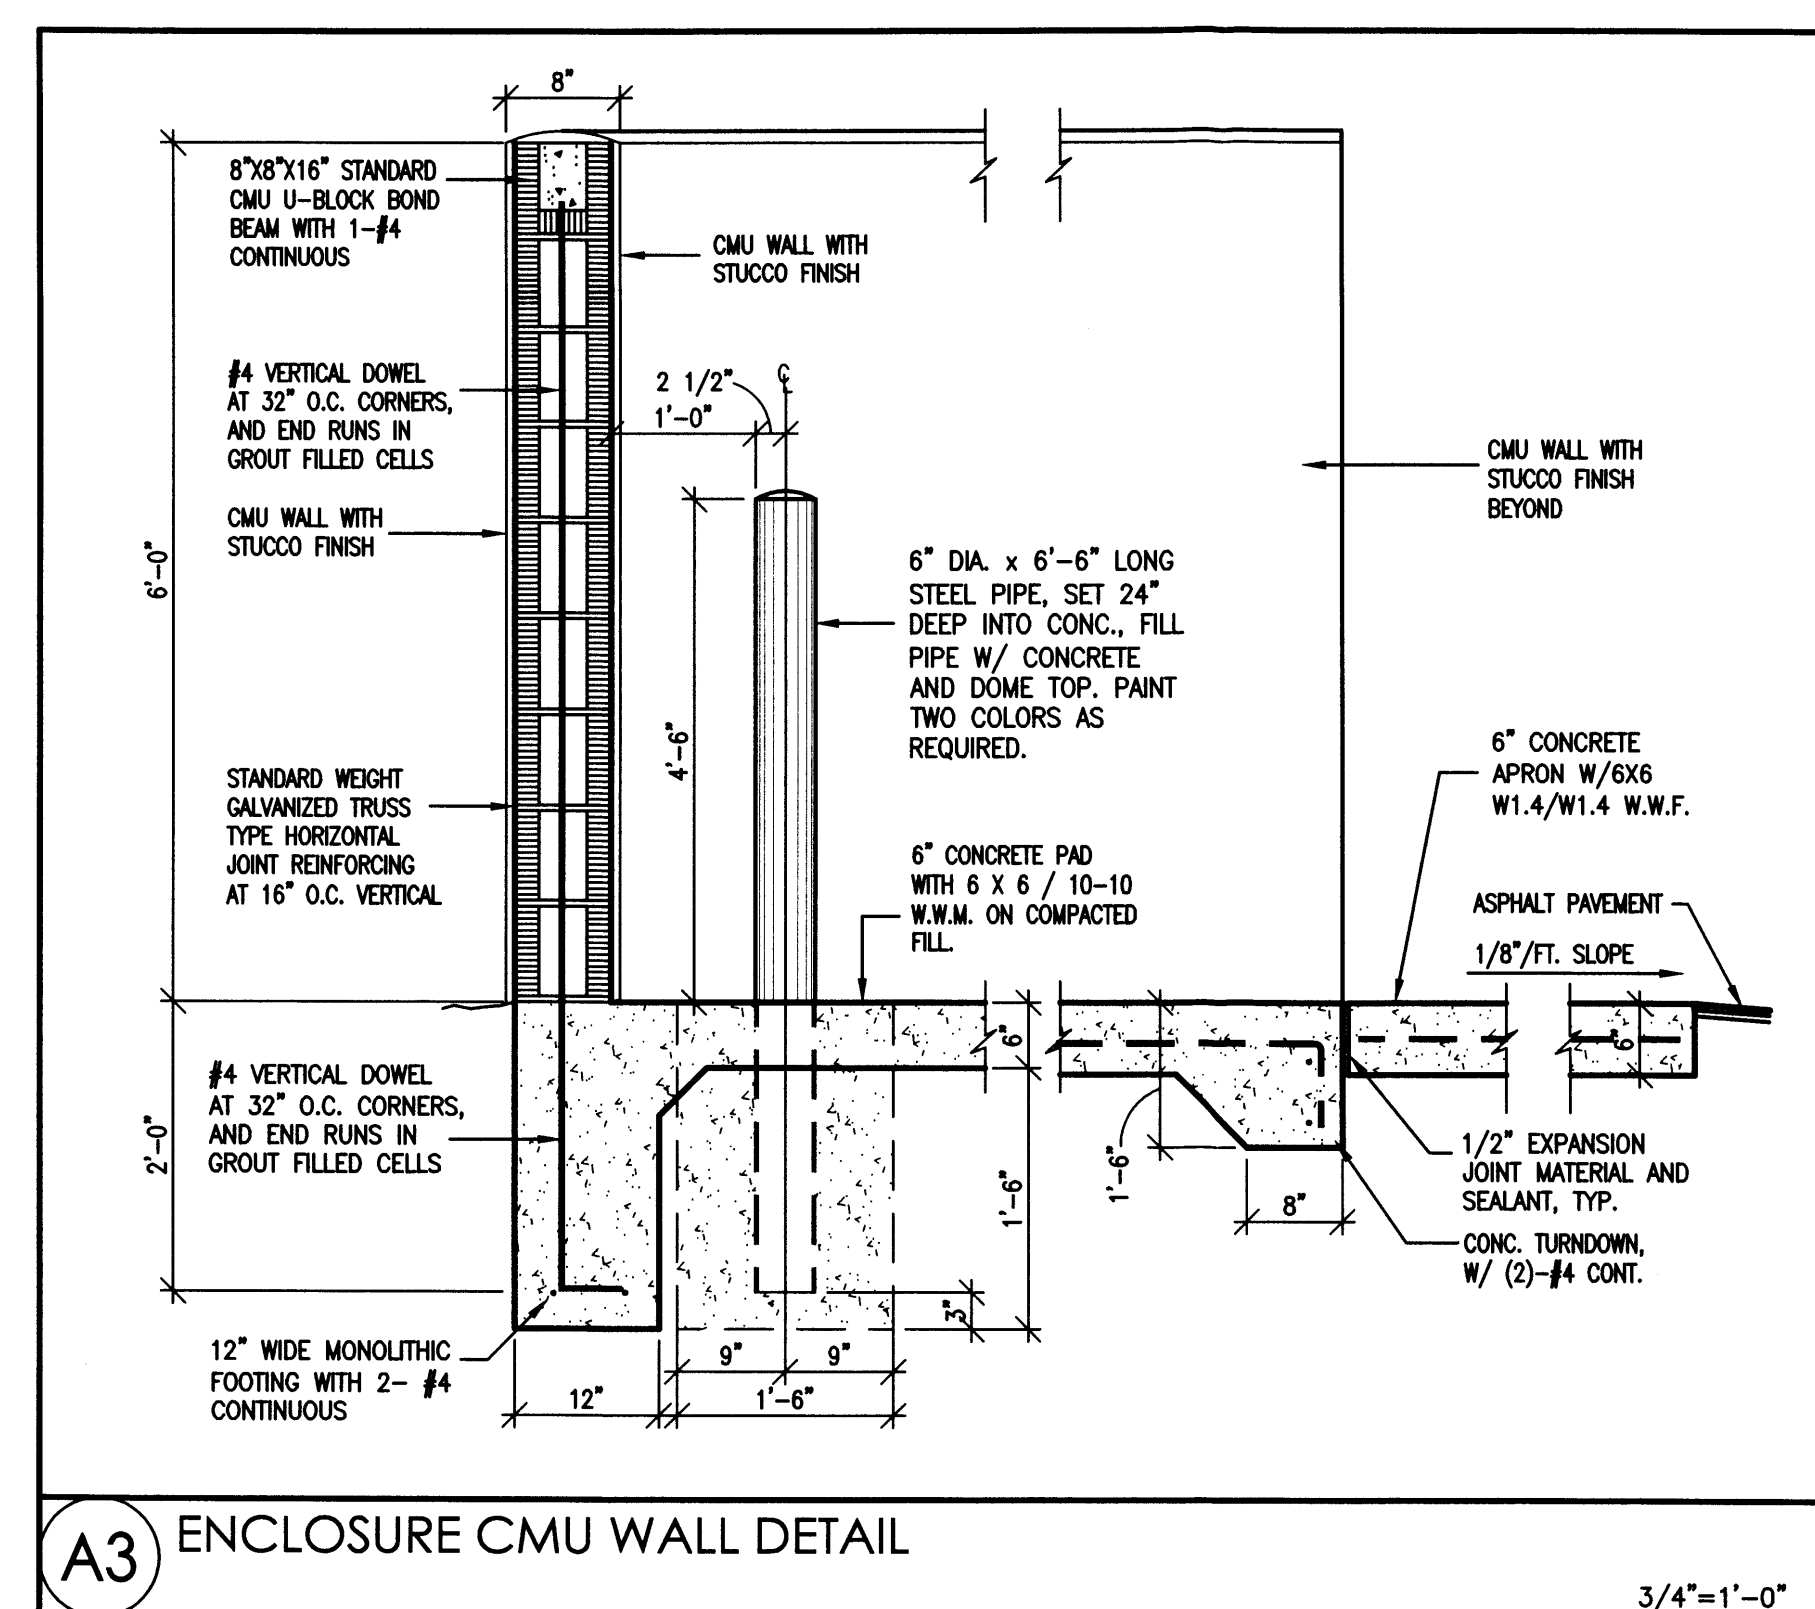 8"
8"X8"X16" STANDARD
CMU U-BLOCK BOND
BEAM WITH 1-#4
CONTINUOUS
CMU WALL WITH
STUCCO FINISH
#4 VERTICAL DOWEL
AT 32" O.C. CORNERS,
AND END RUNS IN
GROUT FILLED CELLS
2 1/2"
1'-0"
CL
CMU WALL WITH
STUCCO FINISH
BEYOND
CMU WALL WITH
STUCCO FINISH
6'-0"
6" DIA. x 6'-6" LONG
STEEL PIPE, SET 24"
DEEP INTO CONC., FILL
PIPE W/ CONCRETE
AND DOME TOP. PAINT
TWO COLORS AS
REQUIRED.
4'-6"
6" CONCRETE
APRON W/6X6
W1.4/W1.4 W.W.F.
STANDARD WEIGHT
GALVANIZED TRUSS
TYPE HORIZONTAL
JOINT REINFORCING
AT 16" O.C. VERTICAL
6" CONCRETE PAD
WITH 6 X 6 / 10-10
W.W.M. ON COMPACTED
FILL.
ASPHALT PAVEMENT
1/8"/FT. SLOPE
6"
6"
#4 VERTICAL DOWEL
AT 32" O.C. CORNERS,
AND END RUNS IN
GROUT FILLED CELLS
2'-0"
1'-6"
1'-6"
8"
1/2" EXPANSION
JOINT MATERIAL AND
SEALANT, TYP.
CONC. TURNDOWN,
W/ (2)-#4 CONT.
3"
12" WIDE MONOLITHIC
FOOTING WITH 2- #4
CONTINUOUS
9"
9"
12"
1'-6"
A3
ENCLOSURE CMU WALL DETAIL
3/4"=1'-0"